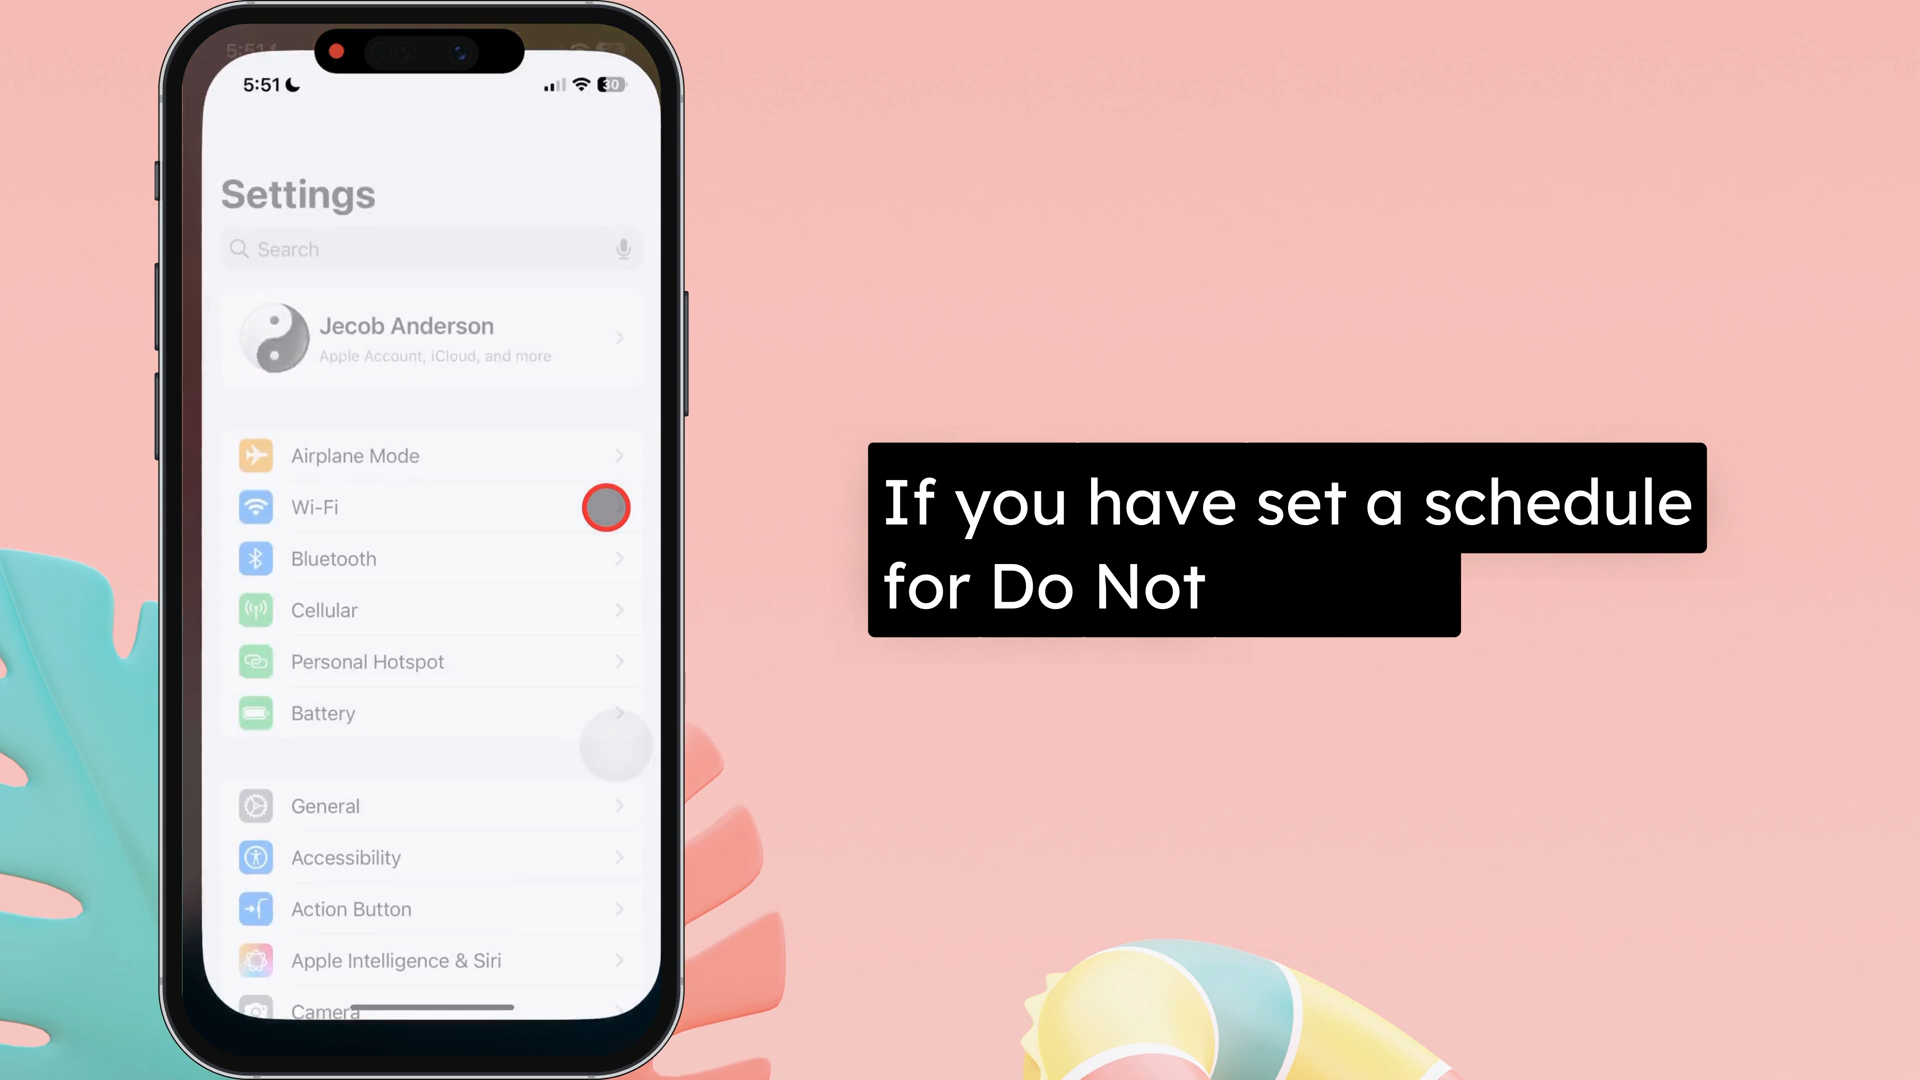 5:51
30
Settings
Search
Jecob Anderson
Apple Account, iCloud, and more
Airplane Mode
Wi-Fi
Bluetooth
Cellular
Personal Hotspot
Battery
General
Accessibility
Action Button
Apple Intelligence & Siri
Camera
If you have set a schedule
for Do Not